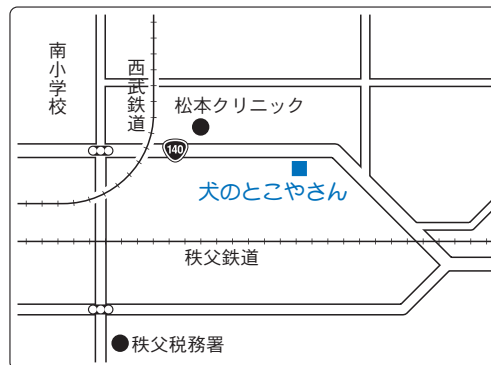 南小学校
西武鉄道
松本クリニック
140
犬のとこやさん
秩父鉄道
秩父税務署